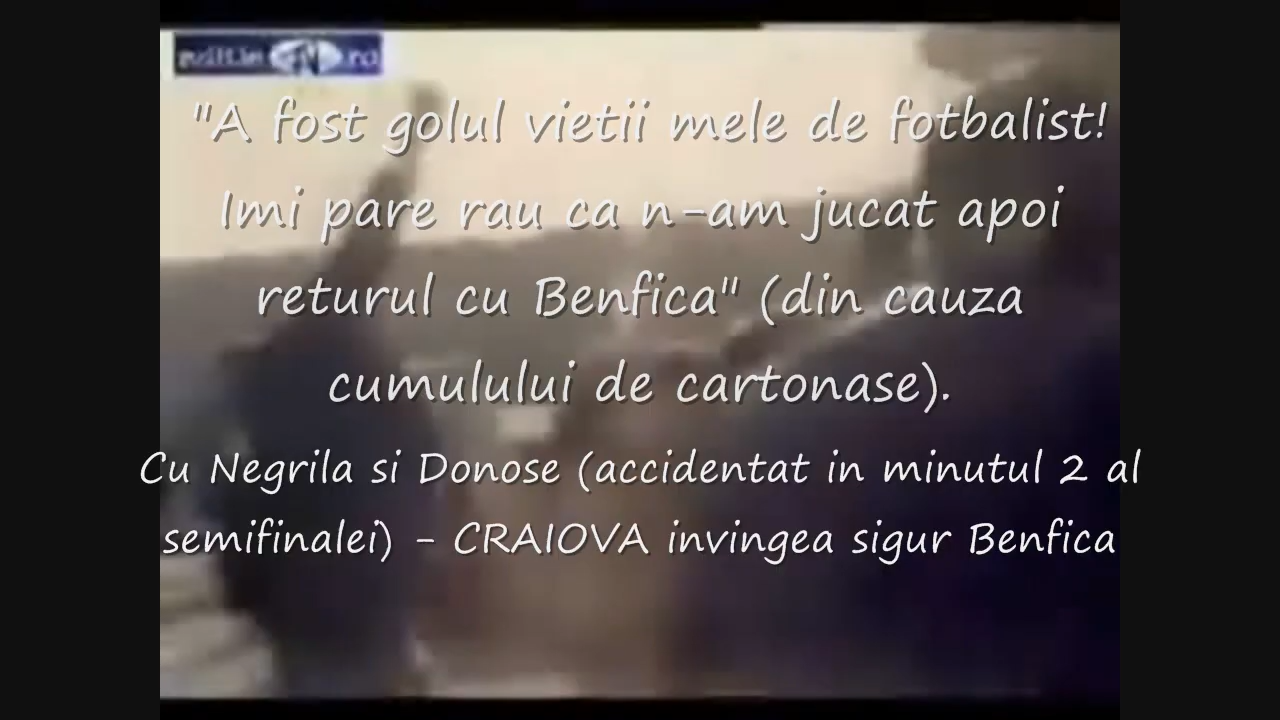 "A fost golul vietii mele de fotbalist!
Imi pare rau ca n-am jucat apoi
returul cu Benfica" (din cauza
cumulului de cartonase).
Cu Negrila si Donose (accidentat in minutul 2 al
semifinalei) - CRAIOVA invingea sigur Benfica